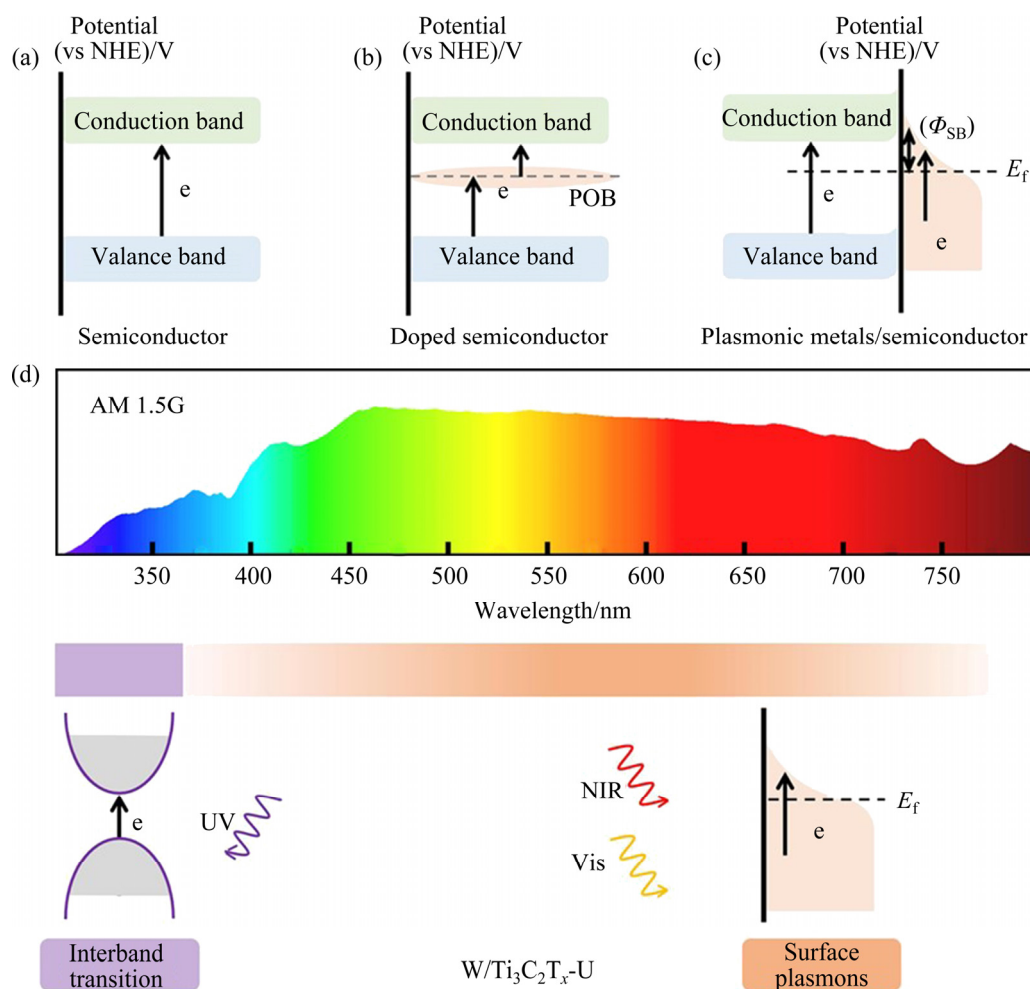 (a)
Potential
(vs NHE)/V
Conduction band
e
Valance band
Semiconductor
(b)
Potential
(vs NHE)/V
Conduction band
e
POB
Valance band
Doped semiconductor
(c)
Potential
(vs NHE)/V
Conduction band
(Φ_SB)
E_f
e
e
Valance band
Plasmonic metals/semiconductor
(d)
AM 1.5G
350 400 450 500 550 600 650 700 750
Wavelength/nm
e
UV
NIR
Vis
E_f
e
Interband
transition
W/Ti₃C₂Tₓ-U
Surface
plasmons